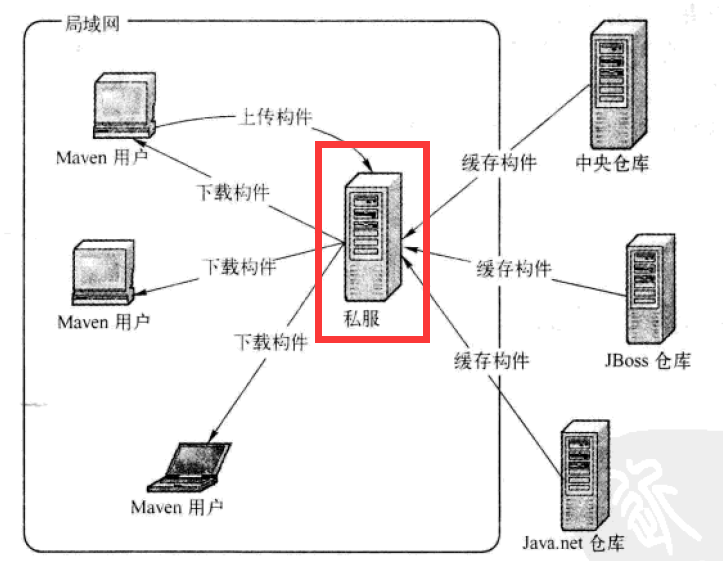 局域网
上传构件
Maven 用户
下载构件
缓存构件
中央仓库
下载构件
缓存构件
Maven 用户
私服
下载构件
缓存构件
JBoss 仓库
Maven 用户
Java.net 仓库